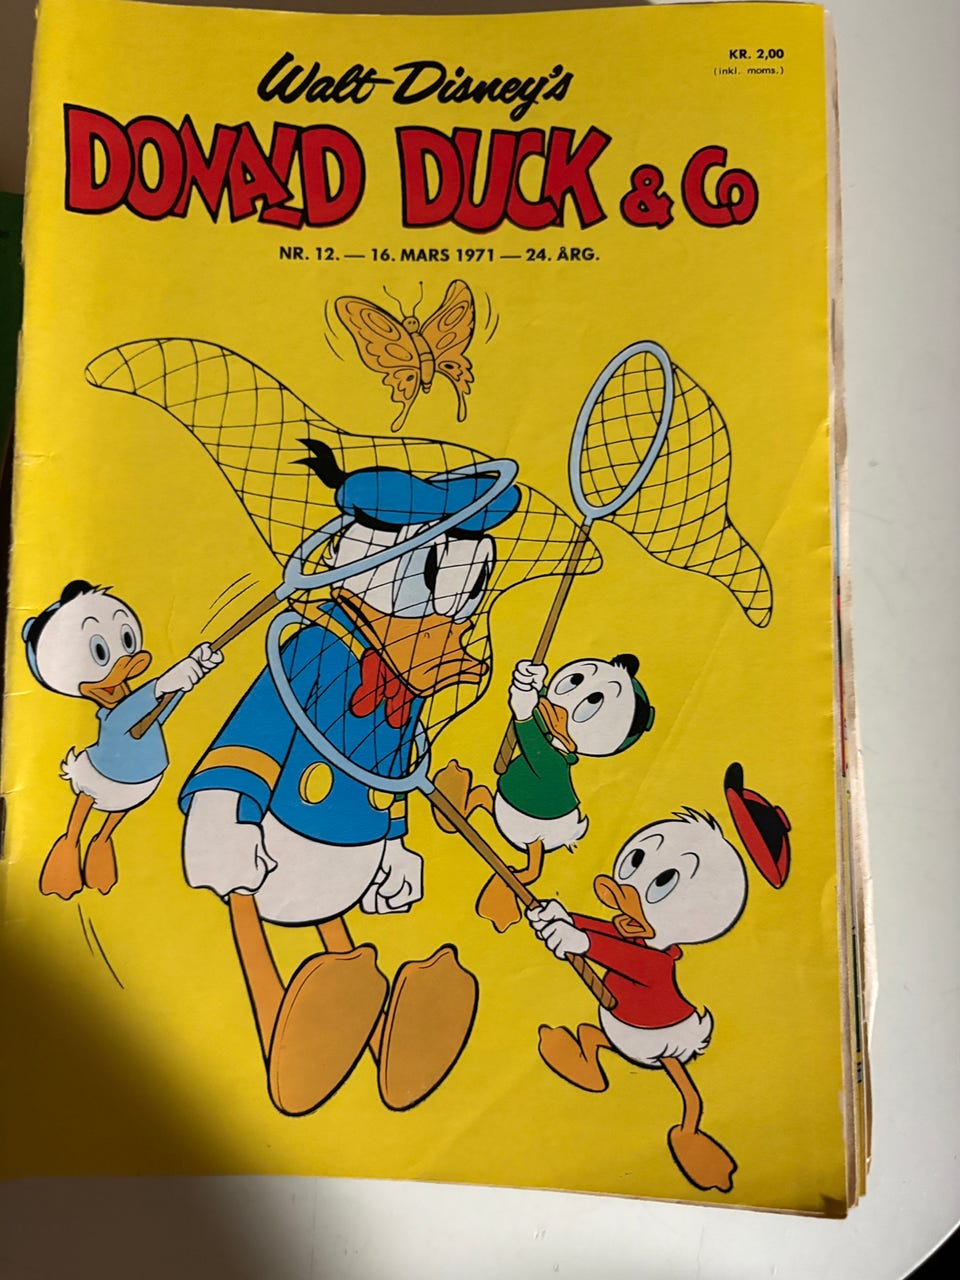 KR. 2,00
(inkl. moms.)
Walt Disney's
DONALD DUCK & Co
NR. 12. — 16. MARS 1971 — 24. ÅRG.